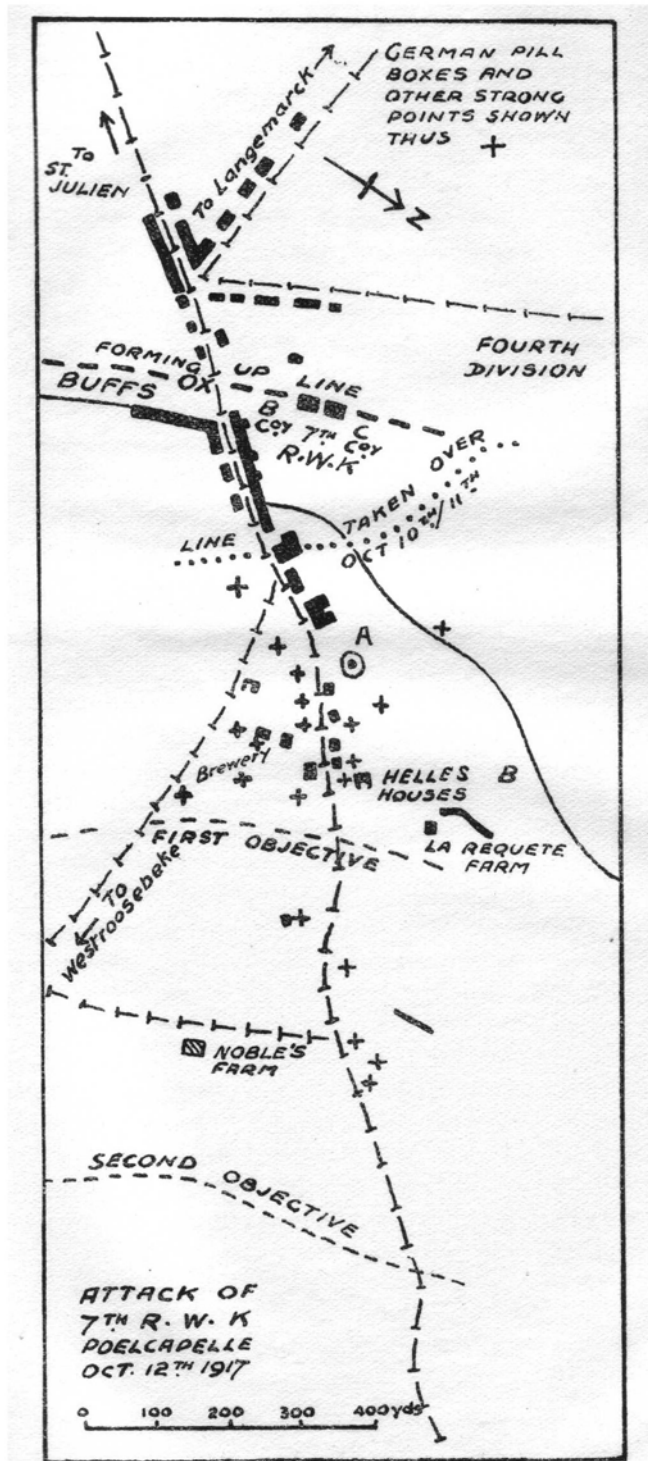 GERMAN PILL
BOXES AND
OTHER STRONG
POINTS SHOWN
THUS
To Langemarck
TO
ST.
JULIEN
N
FOURTH
DIVISION
FORMING UP LINE
BUFFS
OX
B
COY
7TH
C
COY
R.W.K
LINE TAKEN OVER
OCT 10TH/11TH
A
Brewery
HELLES
HOUSES
B
LA REQUETE
FARM
FIRST OBJECTIVE
TO
Westroosebeke
NOBLE'S
FARM
SECOND
OBJECTIVE
ATTACK OF
7TH R. W. K
POELCAPELLE
OCT. 12TH 1917
0 100 200 300 400yds